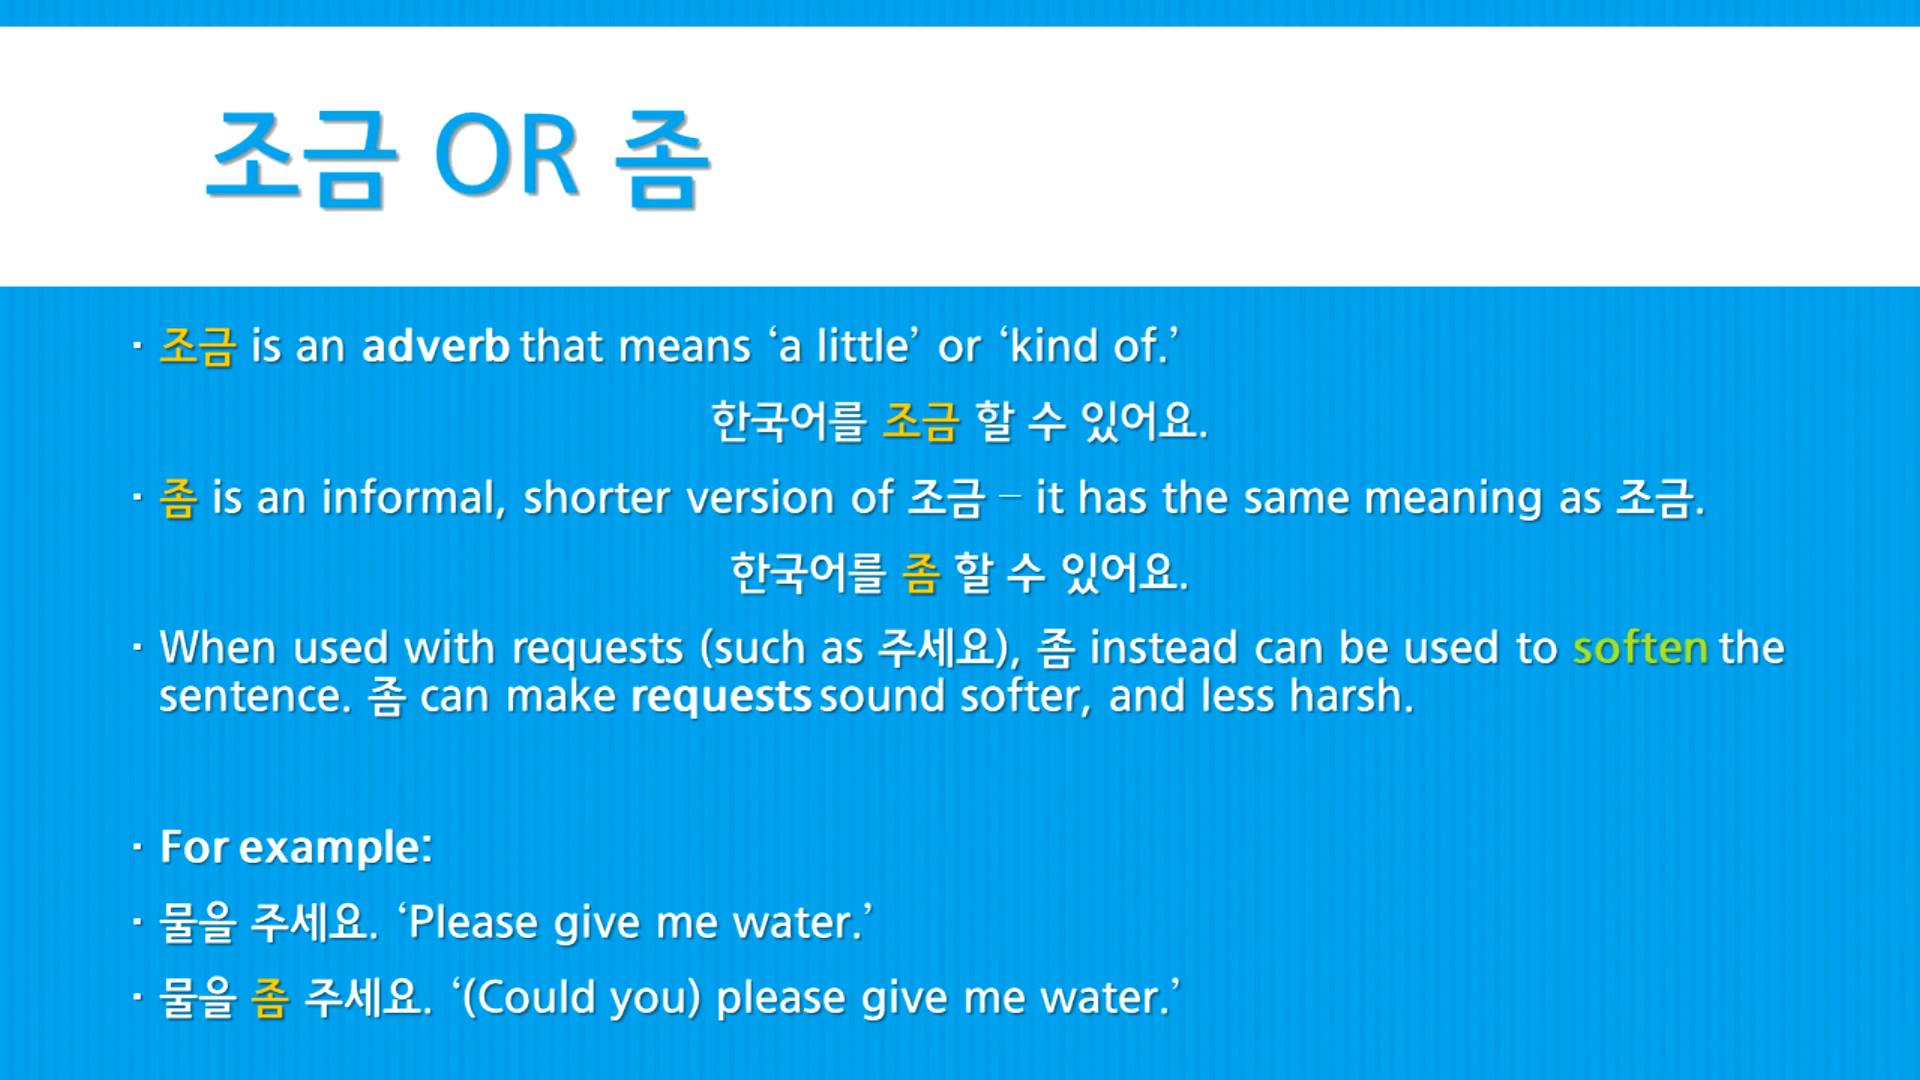 조금 OR 좀
· 조금 is an adverb that means ‘a little’ or ‘kind of.’
한국어를 조금 할 수 있어요.
· 좀 is an informal, shorter version of 조금 – it has the same meaning as 조금.
한국어를 좀 할 수 있어요.
· When used with requests (such as 주세요), 좀 instead can be used to soften the
sentence. 좀 can make requests sound softer, and less harsh.
· For example:
· 물을 주세요. ‘Please give me water.’
· 물을 좀 주세요. ‘(Could you) please give me water.’